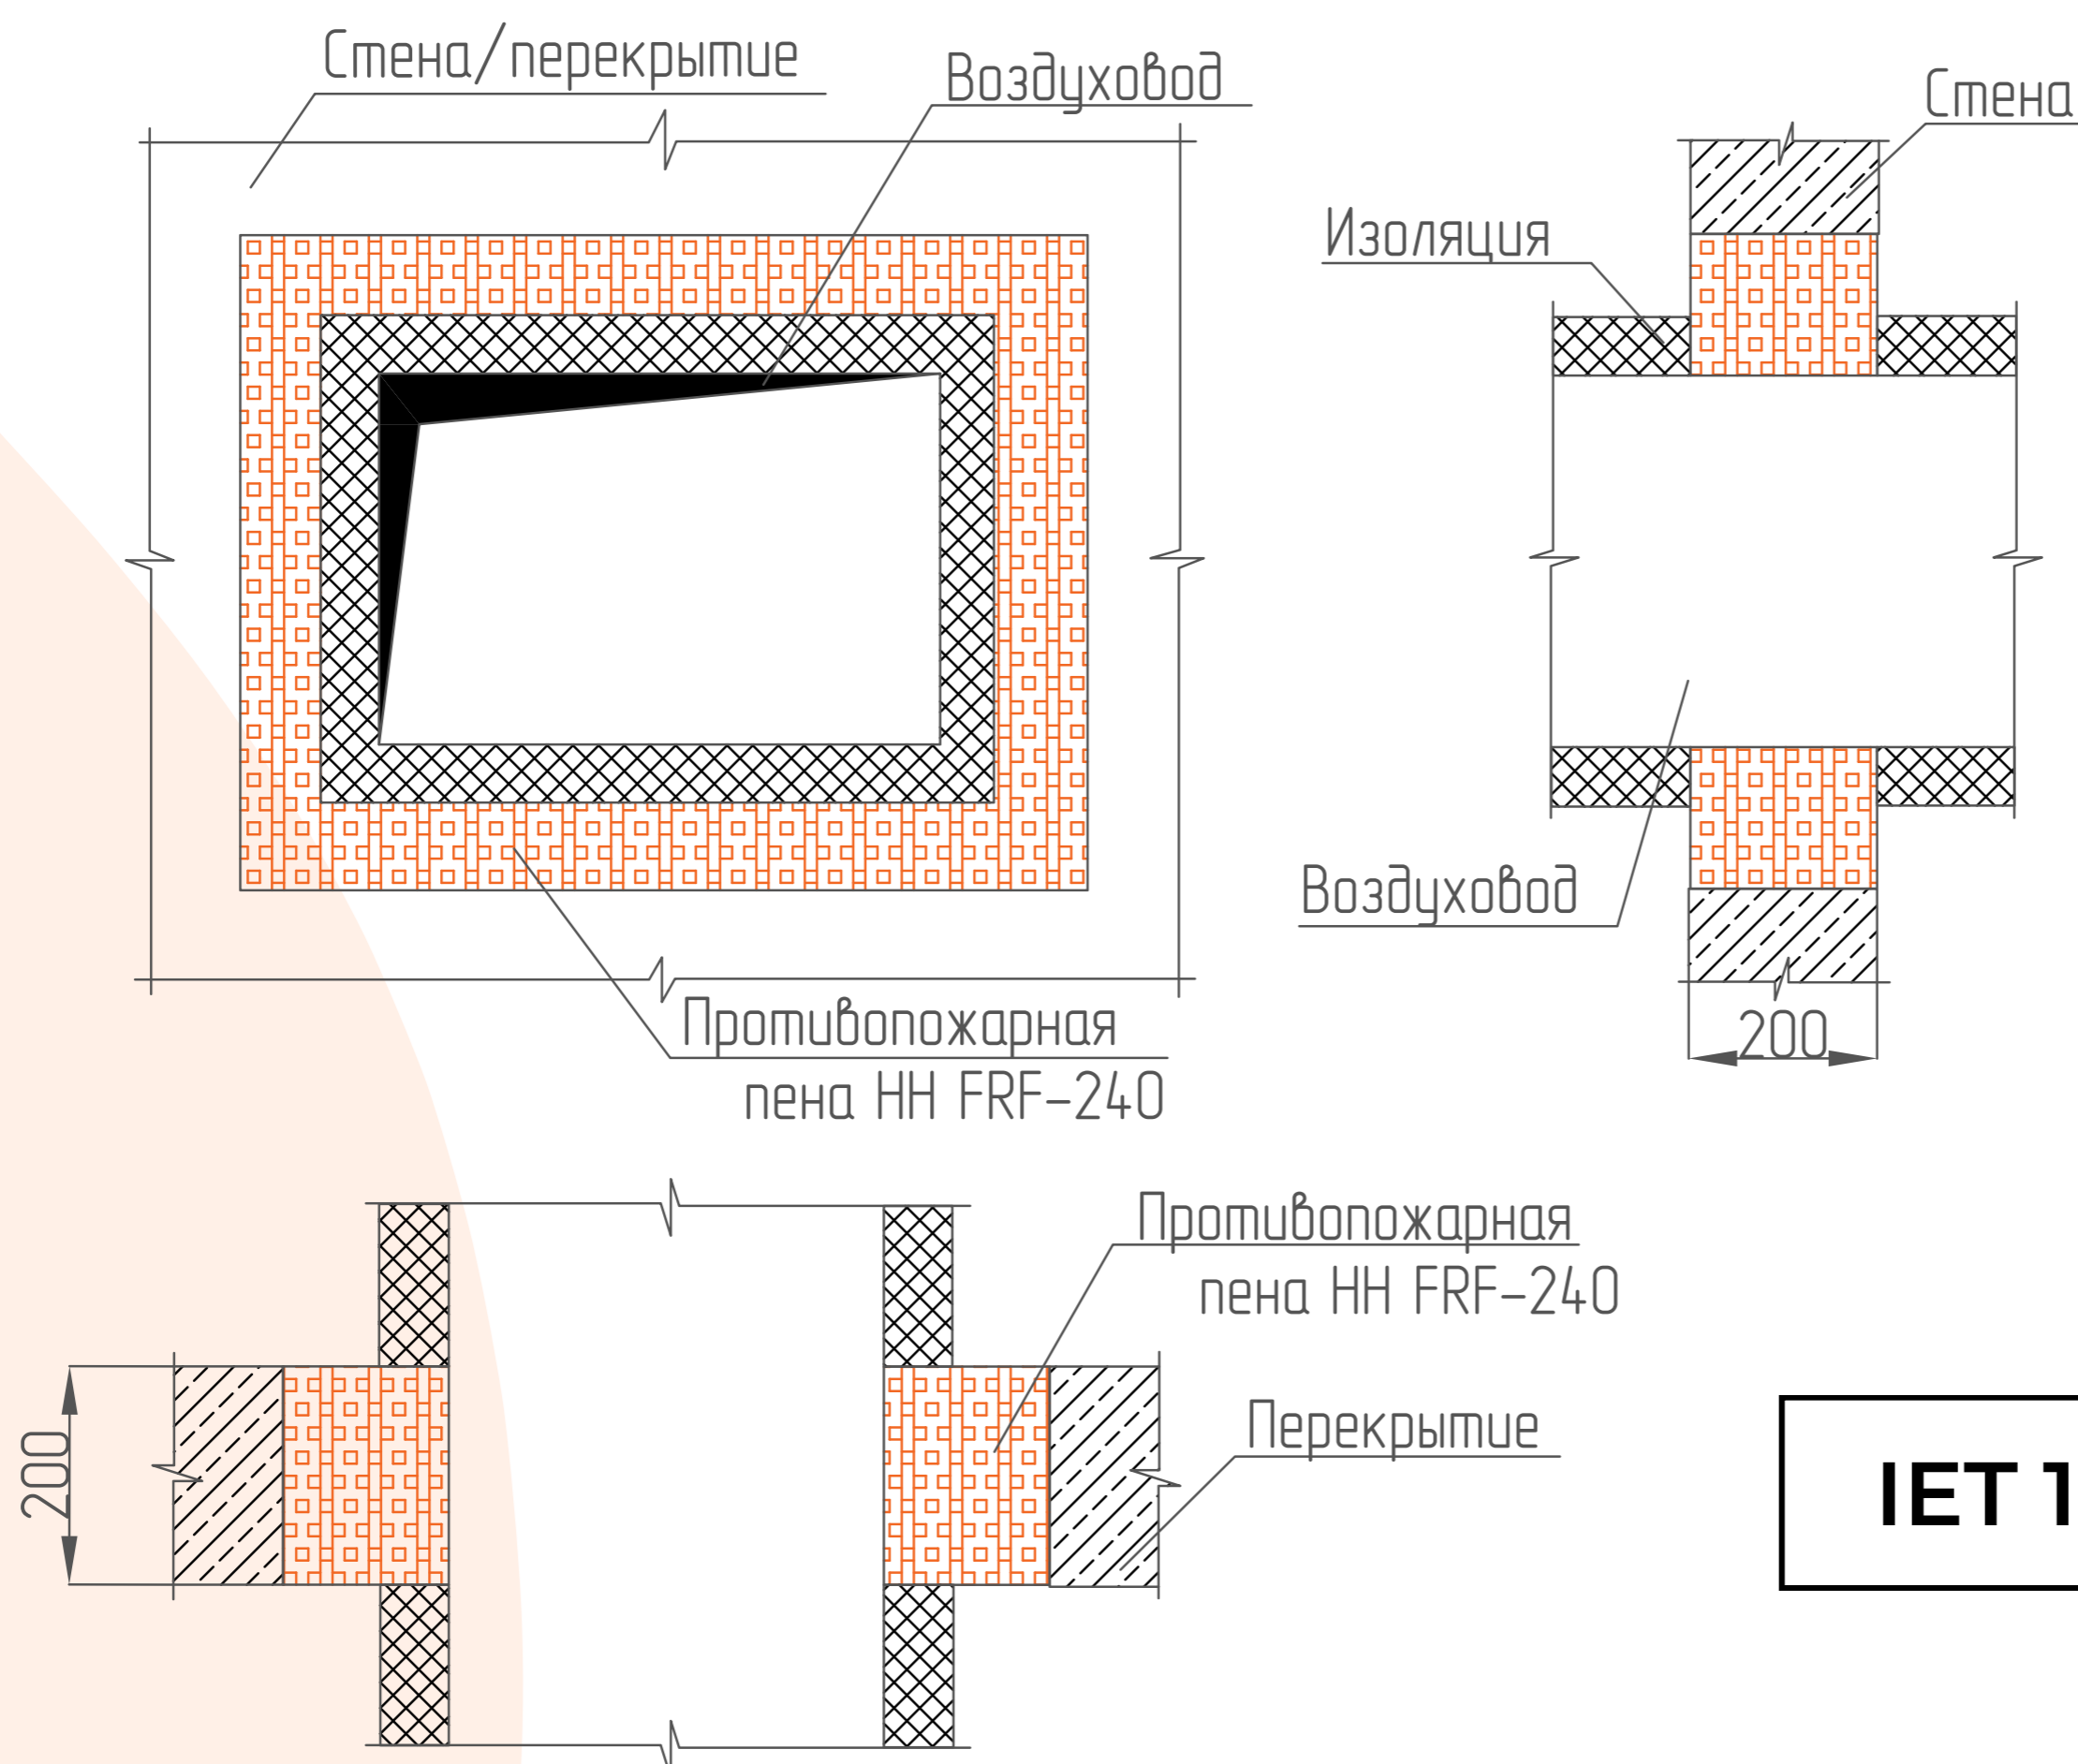 Стена/перекрытие
Воздуховод
Стена
Изоляция
Воздуховод
200
Противопожарная
пена НН FRF-240
Противопожарная
пена НН FRF-240
Перекрытие
200
IET 1